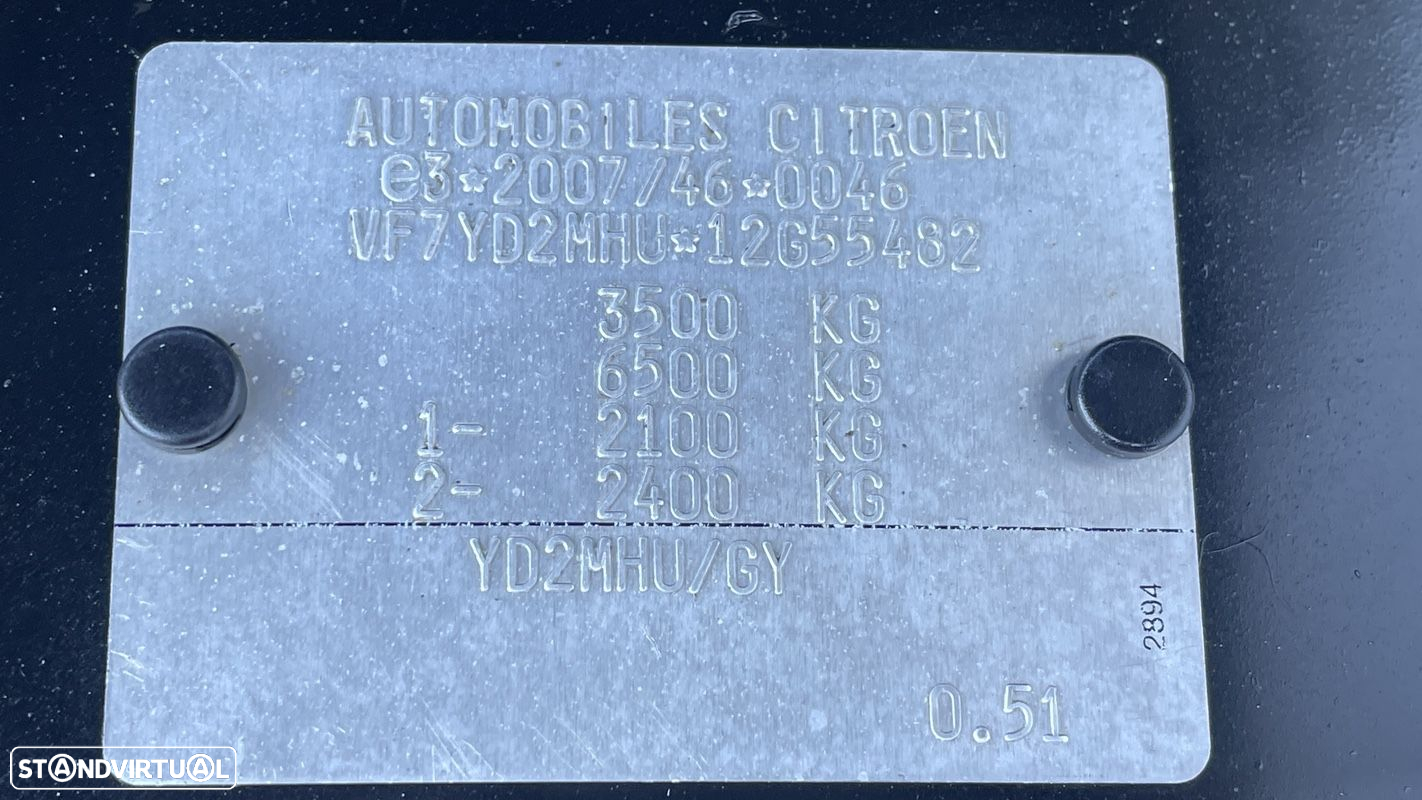 AUTOMOBILES CITROEN
e3*2007/46*0046
VF7YD2MHU*12G55482
3500 KG
6500 KG
1- 2100 KG
2- 2400 KG
YD2MHU/GY
2894
0.51
STANDVIRTUAL